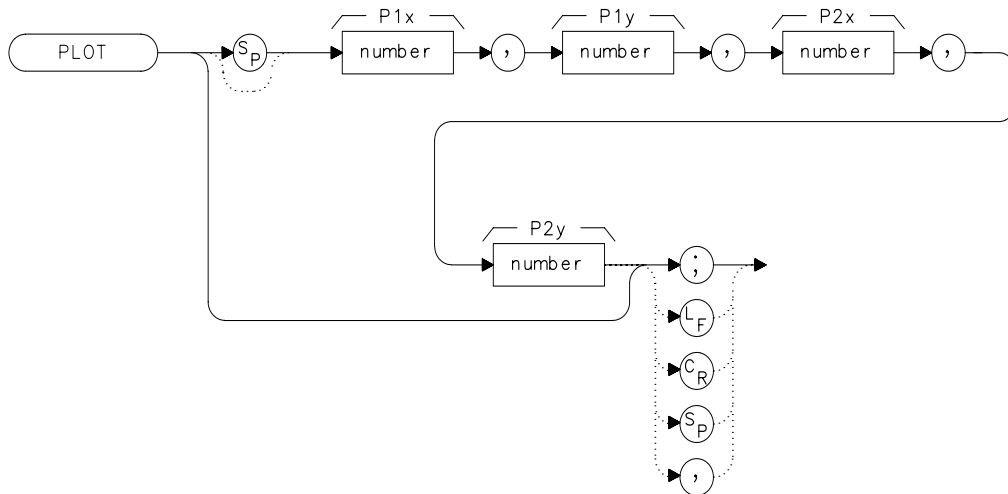 P1x P1y P2x
PLOT SP number , number , number ,
P2y
number ;
LF
CR
SP
,